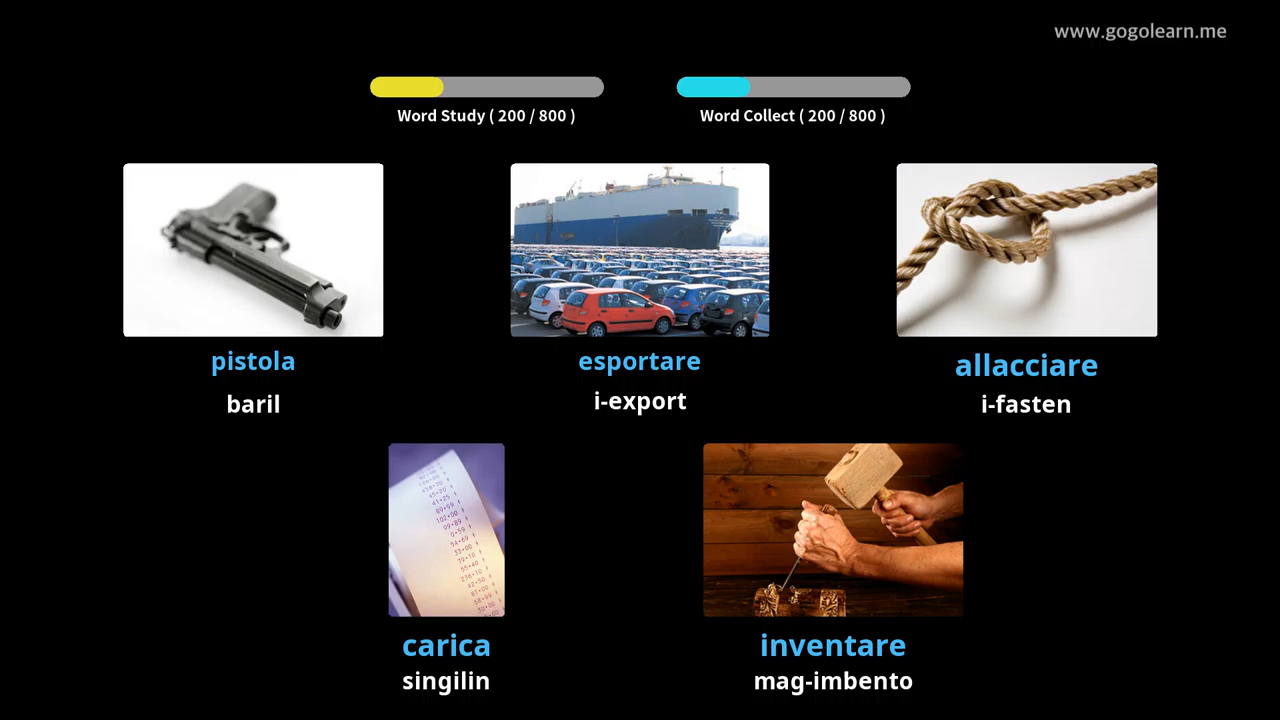 www.gogolearn.me
Word Study ( 200 / 800 )
Word Collect ( 200 / 800 )
pistola
baril
esportare
i-export
allacciare
i-fasten
carica
singilin
inventare
mag-imbento